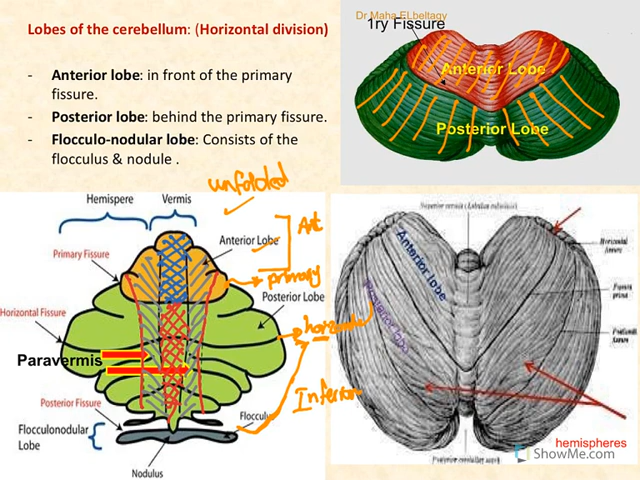 Lobes of the cerebellum: (Horizontal division)
- Anterior lobe: in front of the primary
fissure.
- Posterior lobe: behind the primary fissure.
- Flocculo-nodular lobe: Consists of the
flocculus & nodule .
Dr Maha ELbeltagy
1ry Fissure
Anterior Lobe
Posterior Lobe
unfolded
Hemispere
Vermis
Anterior Lobe
Ant
Primary Fissure
primary
Posterior Lobe
Horizontal Fissure
Paravermis
Posterior Fissure
Flocculonodular
Lobe
Nodulus
Anterior lobe
Posterior lobe
hemispheres
ShowMe.com